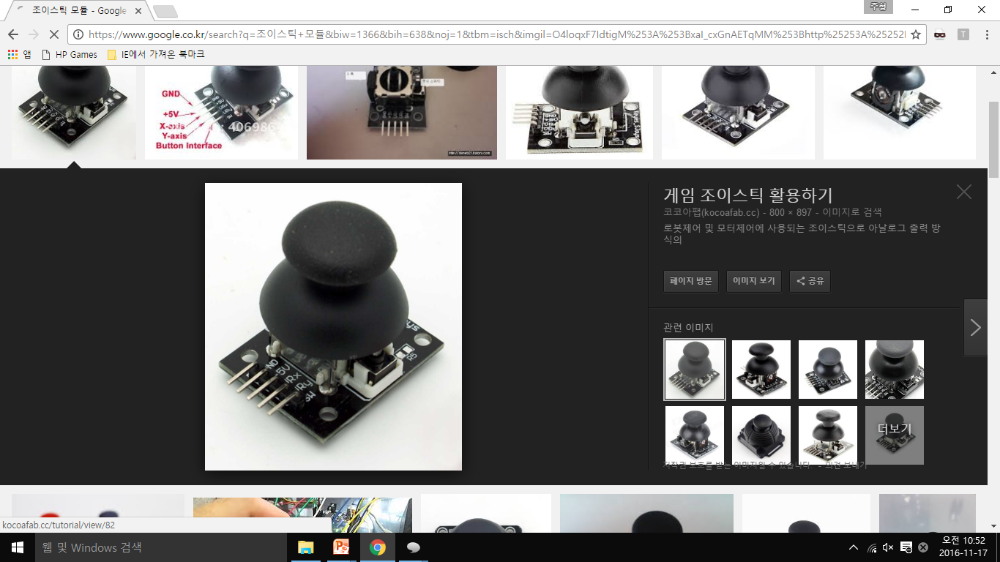 조이스틱 모듈 - Google
주형
https://www.google.co.kr/search?q=조이스틱+모듈&biw=1366&bih=638&noj=1&tbm=isch&imgil=O4loqxF7IdtigM%253A%253BxaI_cxGnAETqMM%253Bhttp%25253A%25252
앱
HP Games
IE에서 가져온 북마크
GND
+5V
X-axis
Y-axis
Button Interface
406986
게임 조이스틱 활용하기
코코아팹(kocoafab.cc) - 800 × 897 - 이미지로 검색
로봇제어 및 모터제어에 사용되는 조이스틱으로 아날로그 출력 방
식의
페이지 방문
이미지 보기
공유
관련 이미지
더보기
저작권 보호를 받는 이미지일 수 있습니다. - 의견 보내기
R5
+5V
VRx
VRy
SW
kocoafab.cc/tutorial/view/82
웹 및 Windows 검색
오전 10:52
2016-11-17